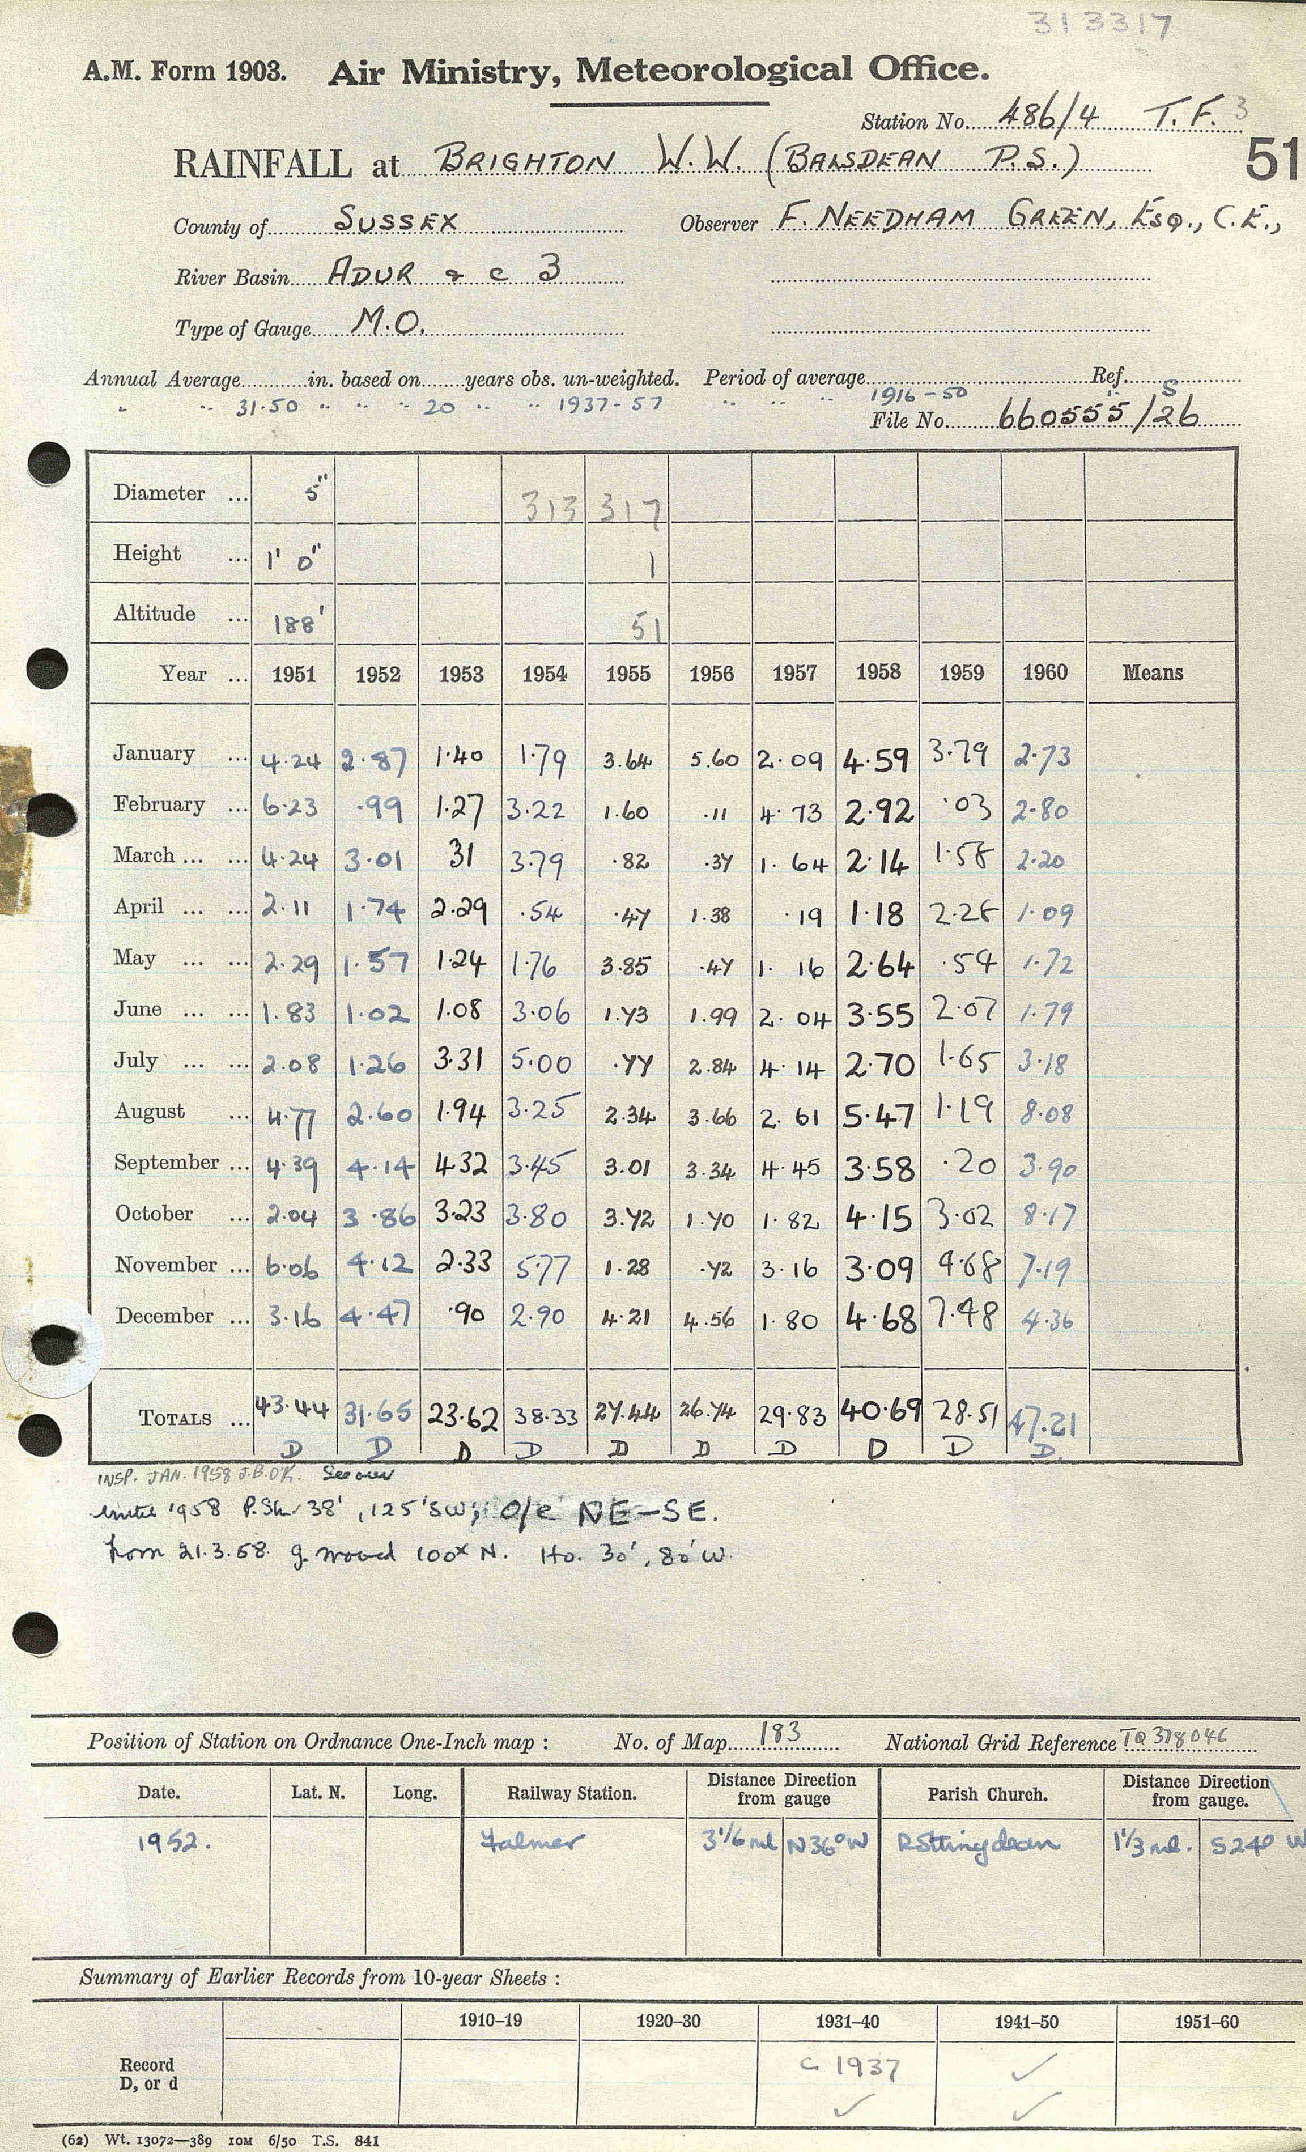 313317
A.M. Form 1903. Air Ministry, Meteorological Office.
Station No. 486/4 T.F. 3
RAINFALL at BRIGHTON W.W. (BALSDEAN P.S.) 51
County of SUSSEX Observer F. NEEDHAM GREEN, ESQ., C.E.,
River Basin ADUR & c 3
Type of Gauge M.O.
Annual Average in. based on years obs. un-weighted. Period of average Ref.
" " 31.50 " " " 20 " " 1937-57 " " " 1916-50 " S
File No. 660555/26
Diameter ... 5" 313 317
Height ... 1' 0" 1
Altitude ... 188' 51
Year ... 1951 1952 1953 1954 1955 1956 1957 1958 1959 1960 Means
January ... 4.24 2.87 1.40 1.79 3.64 5.60 2.09 4.59 3.79 2.73
February ... 6.23 .99 1.27 3.22 1.60 .11 4.73 2.92 .03 2.80
March ... ... 4.24 3.01 31 3.79 .82 .37 1.64 2.14 1.58 2.20
April ... ... 2.11 1.74 2.29 .54 .47 1.38 .19 1.18 2.28 1.09
May ... ... 2.29 1.57 1.24 1.76 3.85 .47 1.16 2.64 .54 1.72
June ... ... 1.83 1.02 1.08 3.06 1.73 1.99 2.04 3.55 2.07 1.79
July ... ... 2.08 1.26 3.31 5.00 .77 2.84 4.14 2.70 1.65 3.18
August ... 4.77 2.60 1.94 3.25 2.34 3.66 2.61 5.47 1.19 8.08
September ... 4.39 4.14 4.32 3.45 3.01 3.34 4.45 3.58 .20 3.90
October ... 2.04 3.86 3.23 3.80 3.72 1.70 1.82 4.15 3.02 8.17
November ... 6.06 4.12 2.33 5.77 1.28 .72 3.16 3.09 4.68 7.19
December ... 3.16 4.47 .90 2.90 4.21 4.56 1.80 4.68 7.48 4.36
TOTALS ... 43.44 31.65 23.62 38.33 27.44 26.74 29.83 40.69 28.51 47.21
D D D D D D D D D D.
INSP. JAN. 1958 J.B.OK. See over
until 1958 P.Sh 38', 125' SW; O/c NE-SE.
from 21.3.58. g. moved 100x N. Ho. 30', 80' W.
Position of Station on Ordnance One-Inch map : No. of Map 183 National Grid Reference TQ 378046
Date. Lat. N. Long. Railway Station. Distance Direction from gauge Parish Church. Distance Direction from gauge.
1952. Falmer 3 1/6 ml N36°W Rottingdean 1 1/3 ml. S24° W
Summary of Earlier Records from 10-year Sheets :
1910–19 1920–30 1931–40 1941–50 1951–60
Record D, or d C 1937 ✓
✓ ✓
(62) Wt. 13072—389 10M 6/50 T.S. 841